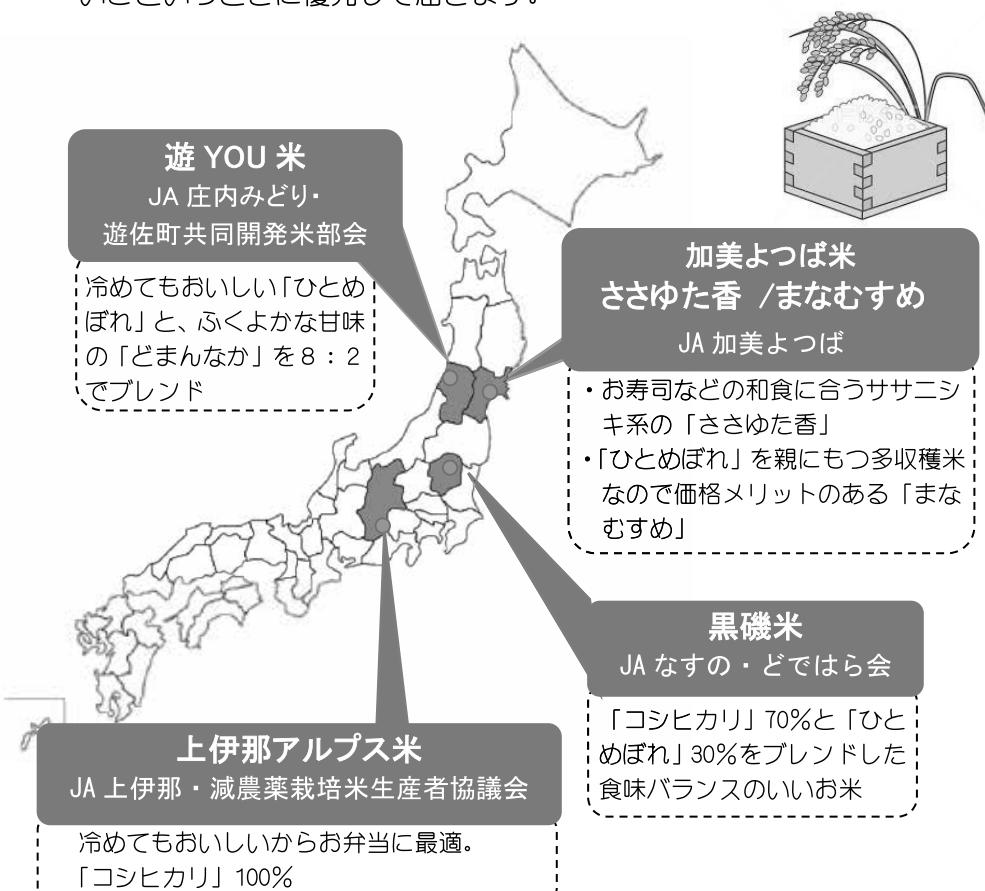 遊 YOU 米
JA 庄内みどり・
遊佐町共同開発米部会
冷めてもおいしい「ひとめ
ぼれ」と、ふくよかな甘味
の「どまんなか」を８：２
でブレンド
加美よつば米
ささゆた香 /まなむすめ
JA 加美よつば
・お寿司などの和食に合うササニシ
キ系の「ささゆた香」
・「ひとめぼれ」を親にもつ多収穫米
なので価格メリットのある「まな
むすめ」
黒磯米
JA なすの・どではら会
「コシヒカリ」70％と「ひと
めぼれ」30％をブレンドした
食味バランスのいいお米
上伊那アルプス米
JA 上伊那・減農薬栽培米生産者協議会
冷めてもおいしいからお弁当に最適。
「コシヒカリ」100％